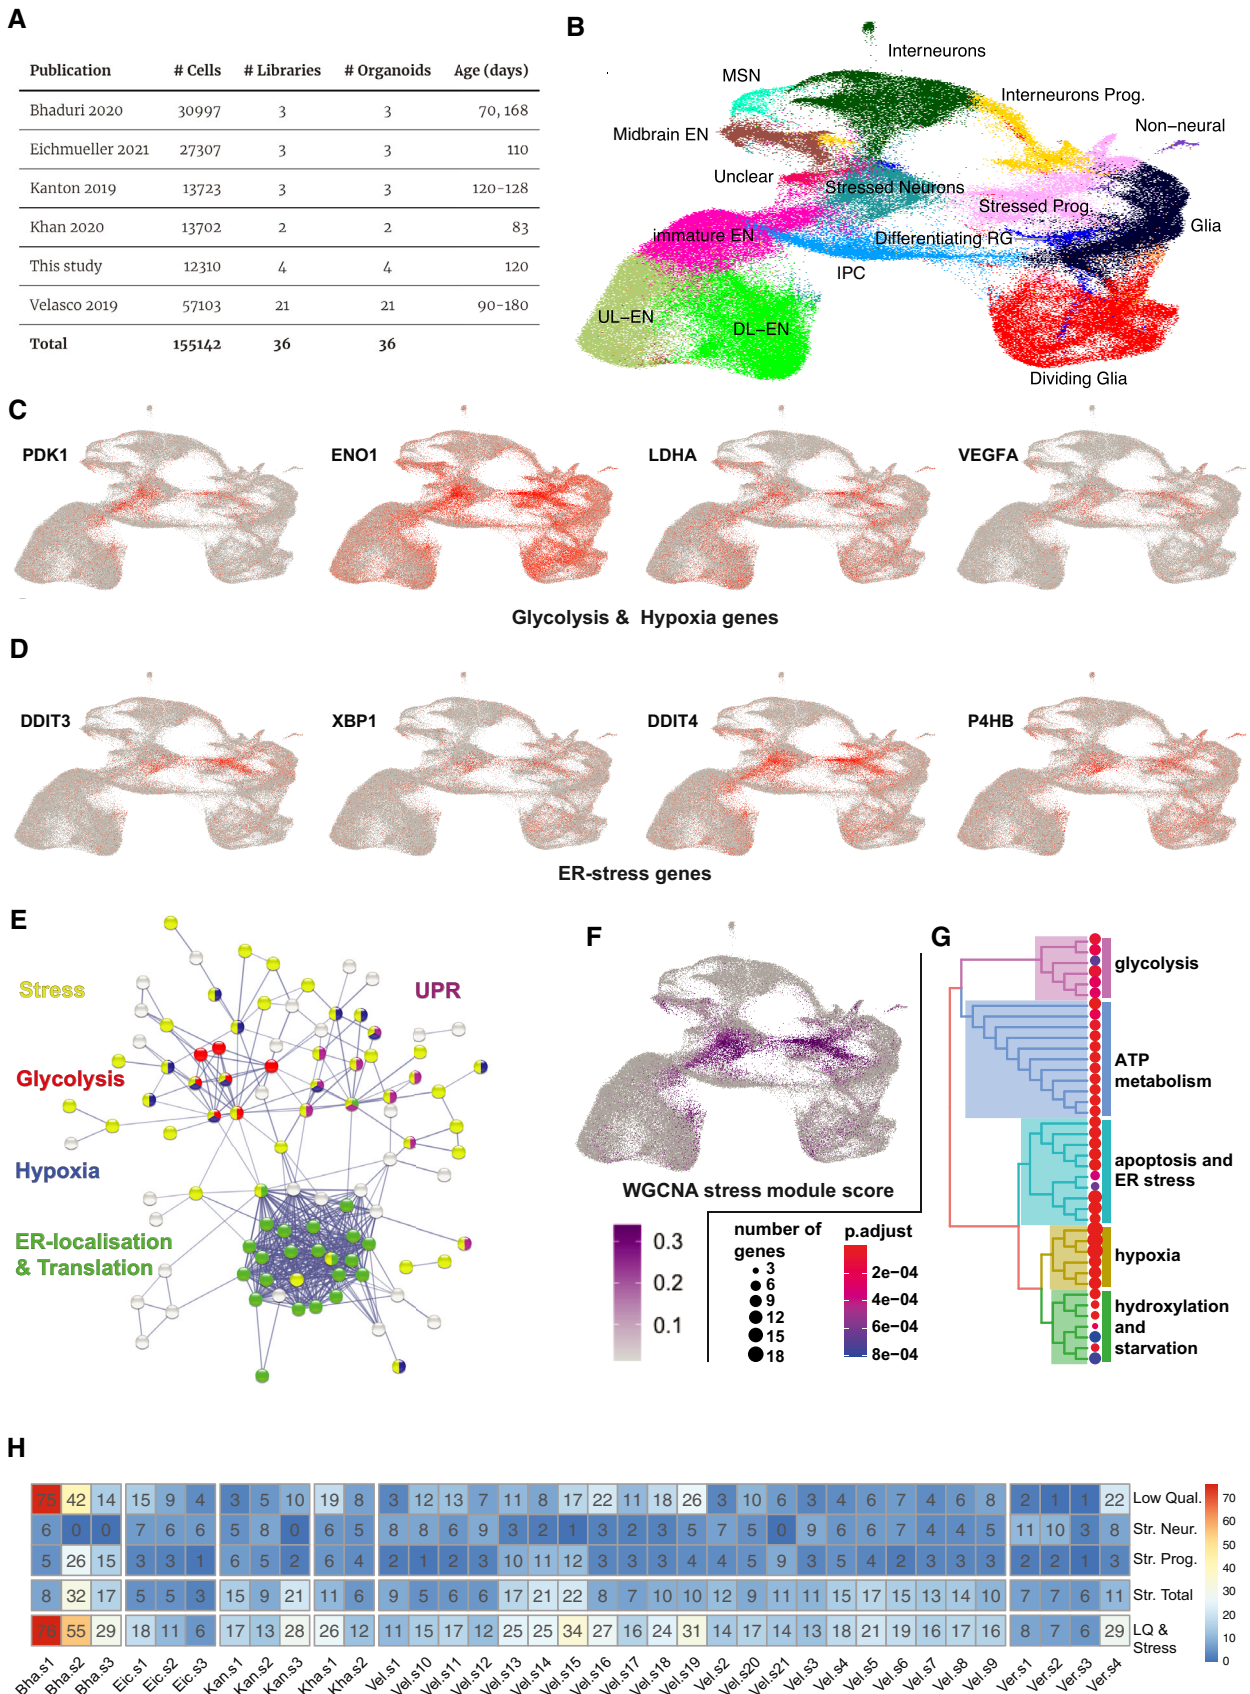 A
Publication # Cells # Libraries # Organoids Age (days)
Bhaduri 2020 30997 3 3 70, 168
Eichmueller 2021 27307 3 3 110
Kanton 2019 13723 3 3 120-128
Khan 2020 13702 2 2 83
This study 12310 4 4 120
Velasco 2019 57103 21 21 90-180
Total 155142 36 36
B
Interneurons
MSN
Interneurons Prog.
Midbrain EN
Non-neural
Unclear
Stressed Neurons
Stressed Prog.
immature EN
Differentiating RG
Glia
IPC
UL-EN
DL-EN
Dividing Glia
C
PDK1 ENO1 LDHA VEGFA
Glycolysis & Hypoxia genes
D
DDIT3 XBP1 DDIT4 P4HB
ER-stress genes
E
Stress
UPR
Glycolysis
Hypoxia
ER-localisation
& Translation
F
WGCNA stress module score
0.3
0.2
0.1
number of
genes
3
6
9
12
15
18
p.adjust
2e-04
4e-04
6e-04
8e-04
G
glycolysis
ATP
metabolism
apoptosis and
ER stress
hypoxia
hydroxylation
and
starvation
H
75 42 14 15 9 4 3 5 10 19 8 3 12 13 7 11 8 17 22 11 18 26 3 10 6 3 4 6 7 4 6 8 2 1 1 22 Low Qual.
6 0 0 7 6 6 5 8 0 6 5 8 8 6 9 3 2 1 3 2 3 5 7 5 0 9 6 6 7 4 4 5 11 10 3 8 Str. Neur.
5 26 15 3 3 1 6 5 2 6 4 2 1 2 3 10 11 12 3 3 3 4 5 5 9 3 5 4 2 3 3 3 2 2 1 3 Str. Prog.
8 32 17 5 5 3 15 9 21 11 6 9 5 6 11 13 21 22 8 7 10 10 12 9 11 11 15 17 15 13 14 10 7 7 6 11 Str. Total
76 55 29 18 11 6 17 13 28 26 12 11 15 17 12 25 25 34 27 16 24 31 14 17 17 13 18 21 19 16 17 16 8 7 6 29 LQ &
Stress
Bha.s1 Bha.s2 Bha.s3 Eic.s1 Eic.s2 Eic.s3 Kan.s1 Kan.s2 Kan.s3 Kha.s1 Kha.s2 Vel.s1 Vel.s10 Vel.s11 Vel.s12 Vel.s13 Vel.s14 Vel.s15 Vel.s16 Vel.s17 Vel.s18 Vel.s19 Vel.s2 Vel.s20 Vel.s21 Vel.s3 Vel.s4 Vel.s5 Vel.s6 Vel.s7 Vel.s8 Vel.s9 Ver.s1 Ver.s2 Ver.s3 Ver.s4
70
60
50
40
30
20
10
0